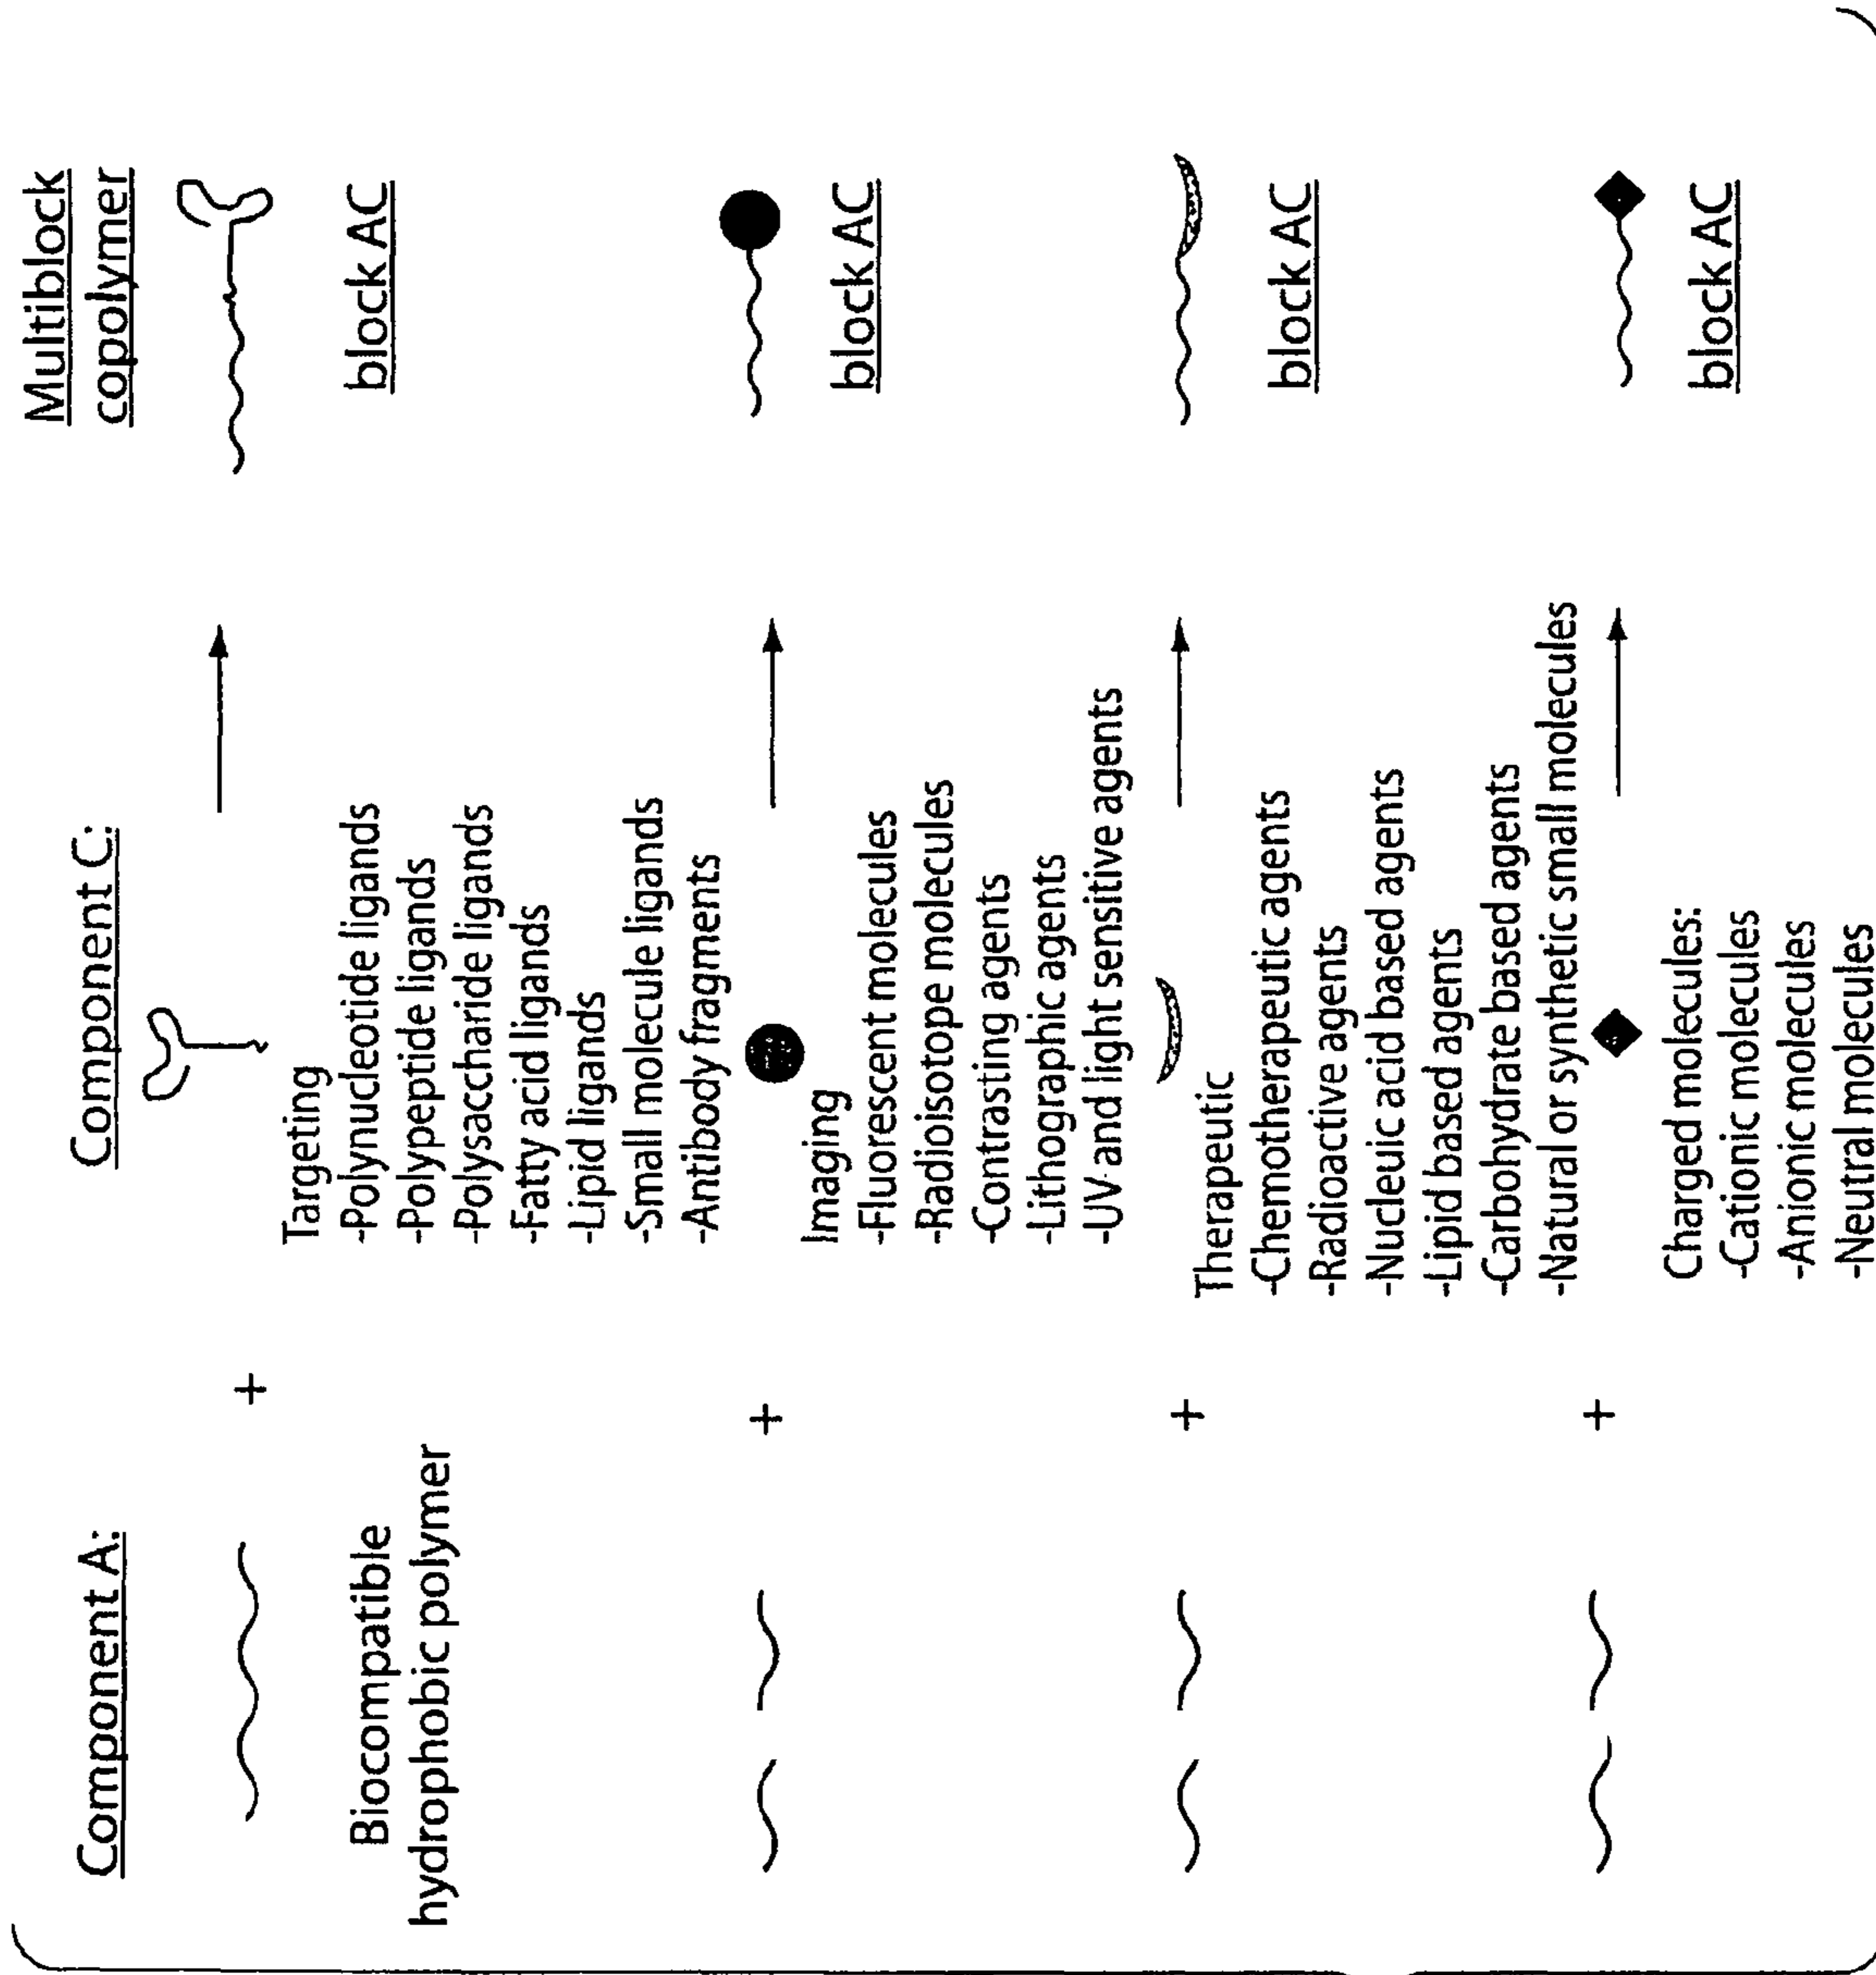 Component A:
Component C:
Multiblock
copolymer
Biocompatible
hydrophobic polymer
+
Targeting
-Polynucleotide ligands
-Polypeptide ligands
-Polysaccharide ligands
-Fatty acid ligands
-Lipid ligands
-Small molecule ligands
-Antibody fragments
block AC
+
Imaging
-Fluorescent molecules
-Radioisotope molecules
-Contrasting agents
-Lithographic agents
-UV and light sensitive agents
block AC
+
Therapeutic
-Chemotherapeutic agents
-Radioactive agents
-Nucleuic acid based agents
-Lipid based agents
-Carbohydrate based agents
-Natural or synthetic small molecules
block AC
+
Charged molecules:
-Cationic molecules
-Anionic molecules
-Neutral molecules
block AC